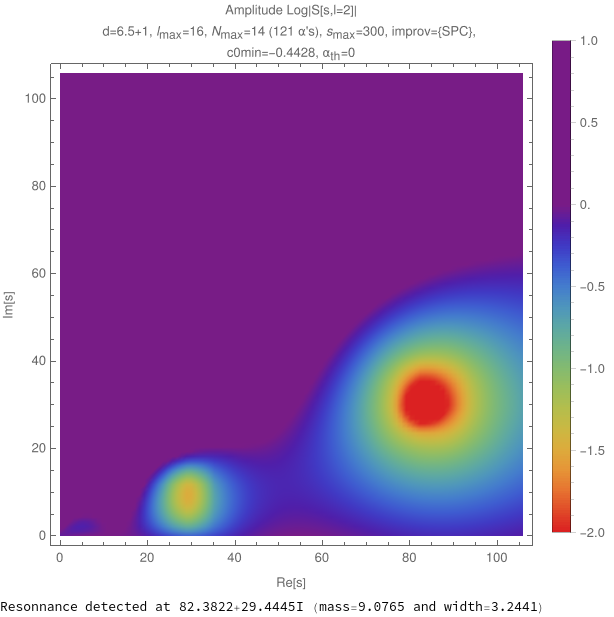 Amplitude Log|S[s,l=2]|
d=6.5+1, lmax=16, Nmax=14 (121 α's), smax=300, improv={SPC},
c0min=−0.4428, αth=0
100
80
60
40
20
0
Im[s]
0 20 40 60 80 100
Re[s]
1.0
0.5
0.
−0.5
−1.0
−1.5
−2.0
Resonnance detected at 82.3822+29.4445I (mass=9.0765 and width=3.2441)